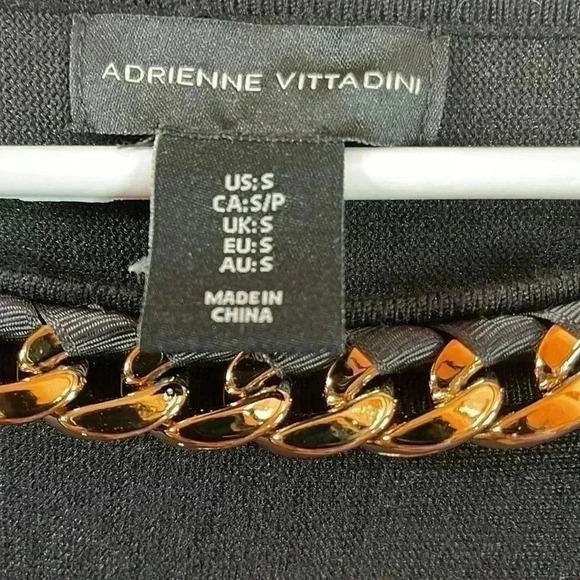 ADRIENNE VITTADINI
US:S
CA:S/P
UK:S
EU:S
AU:S
MADE IN
CHINA